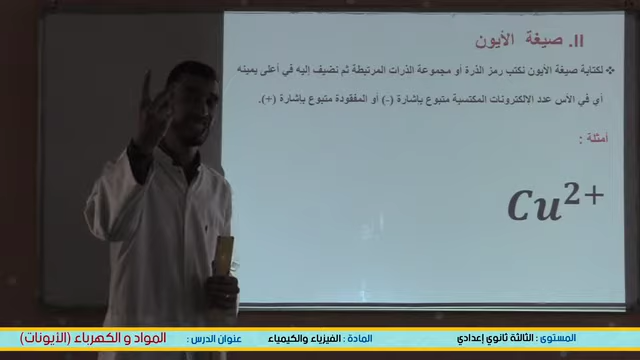 II. صيغة الأيون
❖ لكتابة صيغة الأيون نكتب رمز الذرة أو مجموعة الذرات المرتبطة ثم نضيف إليه في أعلى يمينه
أي في الأس عدد الإلكترونات المكتسبة متبوع بإشارة (-) أو المفقودة متبوع بإشارة (+).
أمثلة :
Cu²⁺
المستوى : الثالثة ثانوي إعدادي المادة : الفيزياء والكيمياء عنوان الدرس : المواد و الكهرباء (الأيونات)